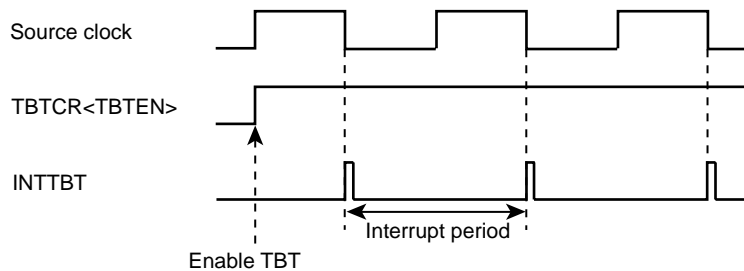 Source clock
TBTCR<TBTEN>
INTTBT
Interrupt period
Enable TBT